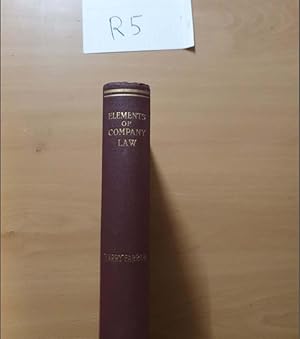 R5
ELEMENTS
OF
COMPANY
LAW